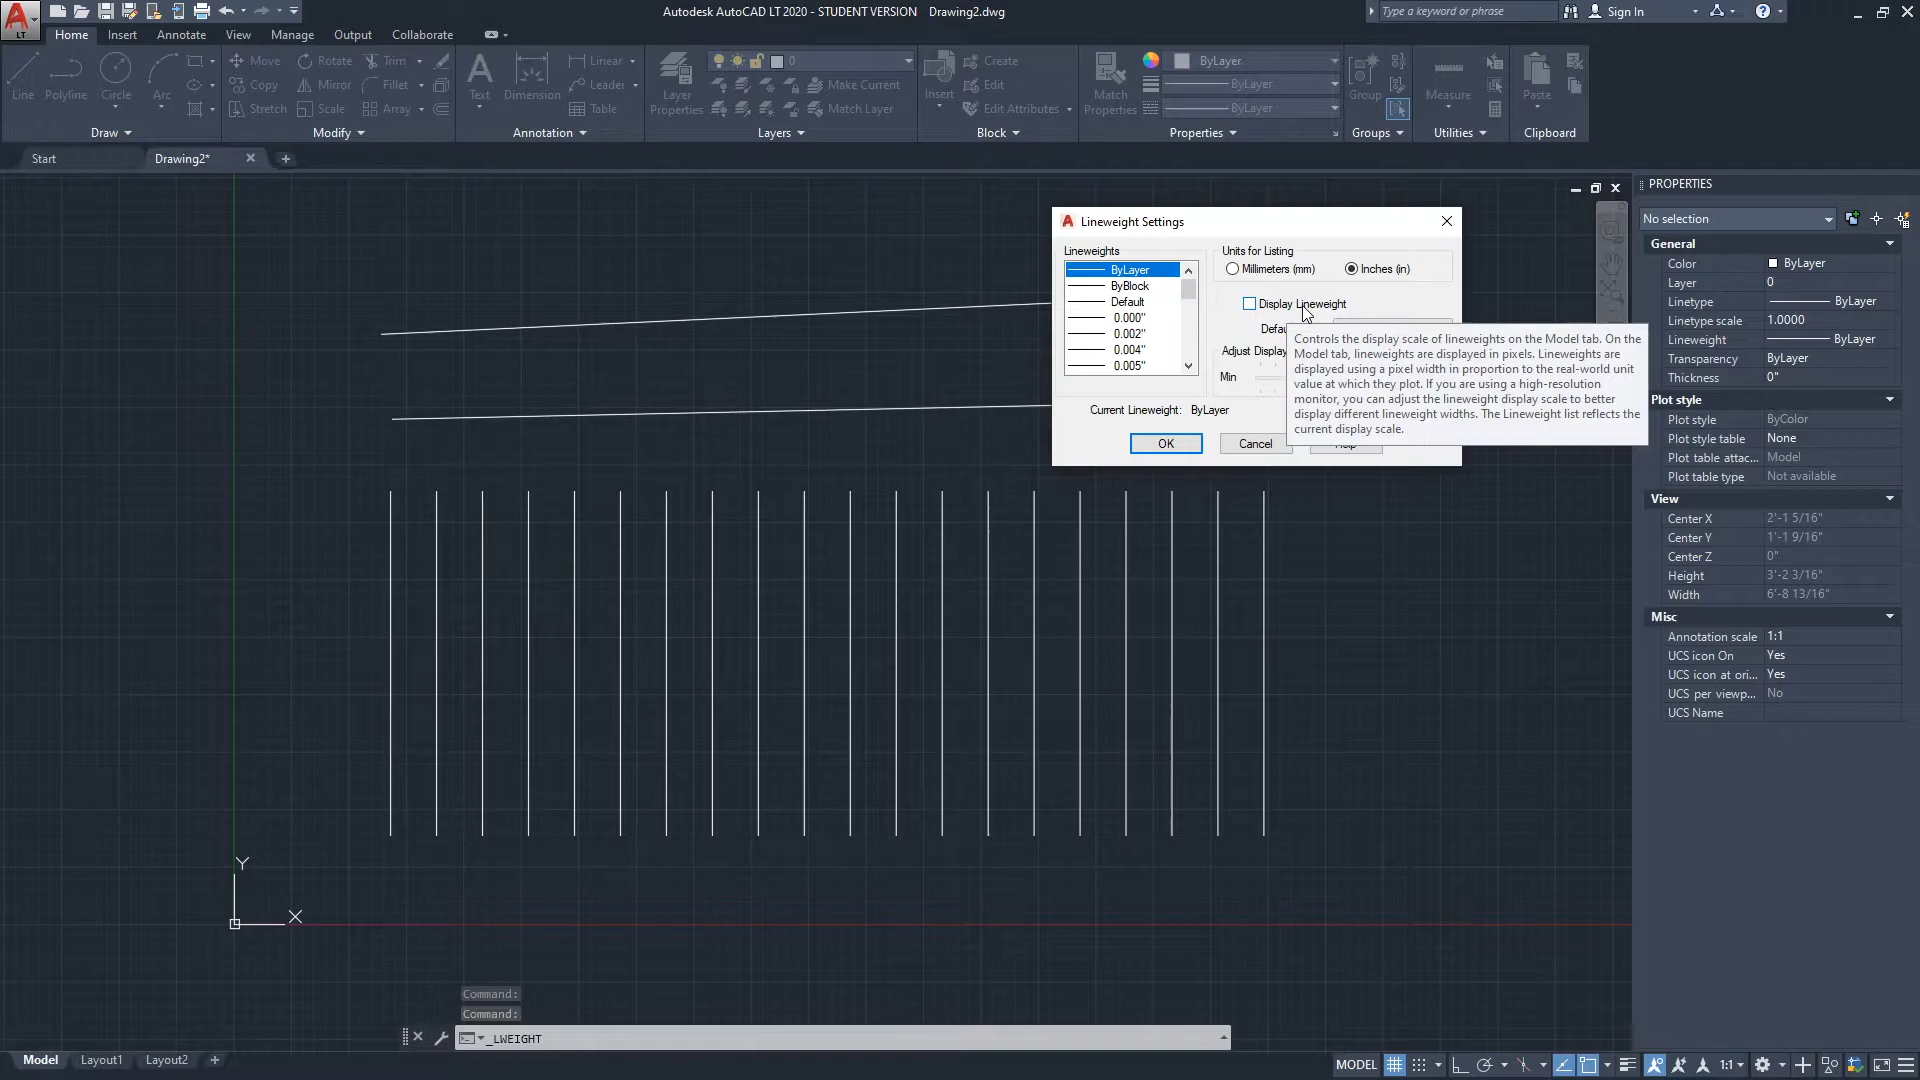 Autodesk AutoCAD LT 2020 - STUDENT VERSION Drawing2.dwg
Type a keyword or phrase
Sign In
LT
Home Insert Annotate View Manage Output Collaborate
Line
Polyline
Circle
Arc
Draw
Move Rotate Trim
Copy Mirror Fillet
Stretch Scale Array
Modify
Text
Dimension
Linear
Leader
Table
Annotation
Layer
Properties
0
Make Current
Match Layer
Layers
Insert
Create
Edit
Edit Attributes
Block
Match
Properties
ByLayer
ByLayer
ByLayer
Properties
Group
Groups
Measure
Utilities
Paste
Clipboard
Start
Drawing2*
Lineweight Settings
Lineweights
ByLayer
ByBlock
Default
0.000"
0.002"
0.004"
0.005"
Units for Listing
Millimeters (mm) Inches (in)
Display Lineweight
Adjust Display
Min
Controls the display scale of lineweights on the Model tab. On the
Model tab, lineweights are displayed in pixels. Lineweights are
displayed using a pixel width in proportion to the real-world unit
value at which they plot. If you are using a high-resolution
monitor, you can adjust the lineweight display scale to better
display different lineweight widths. The Lineweight list reflects the
current display scale.
Current Lineweight: ByLayer
OK Cancel
PROPERTIES
No selection
General
Color ByLayer
Layer 0
Linetype ByLayer
Linetype scale 1.0000
Lineweight ByLayer
Transparency ByLayer
Thickness 0"
Plot style
Plot style ByColor
Plot style table None
Plot table attac... Model
Plot table type Not available
View
Center X 2'-1 5/16"
Center Y 1'-1 9/16"
Center Z 0"
Height 3'-2 3/16"
Width 6'-8 13/16"
Misc
Annotation scale 1:1
UCS icon On Yes
UCS icon at ori... Yes
UCS per viewp... No
UCS Name
Y
X
Command:
Command:
_LWEIGHT
Model Layout1 Layout2
MODEL
1:1